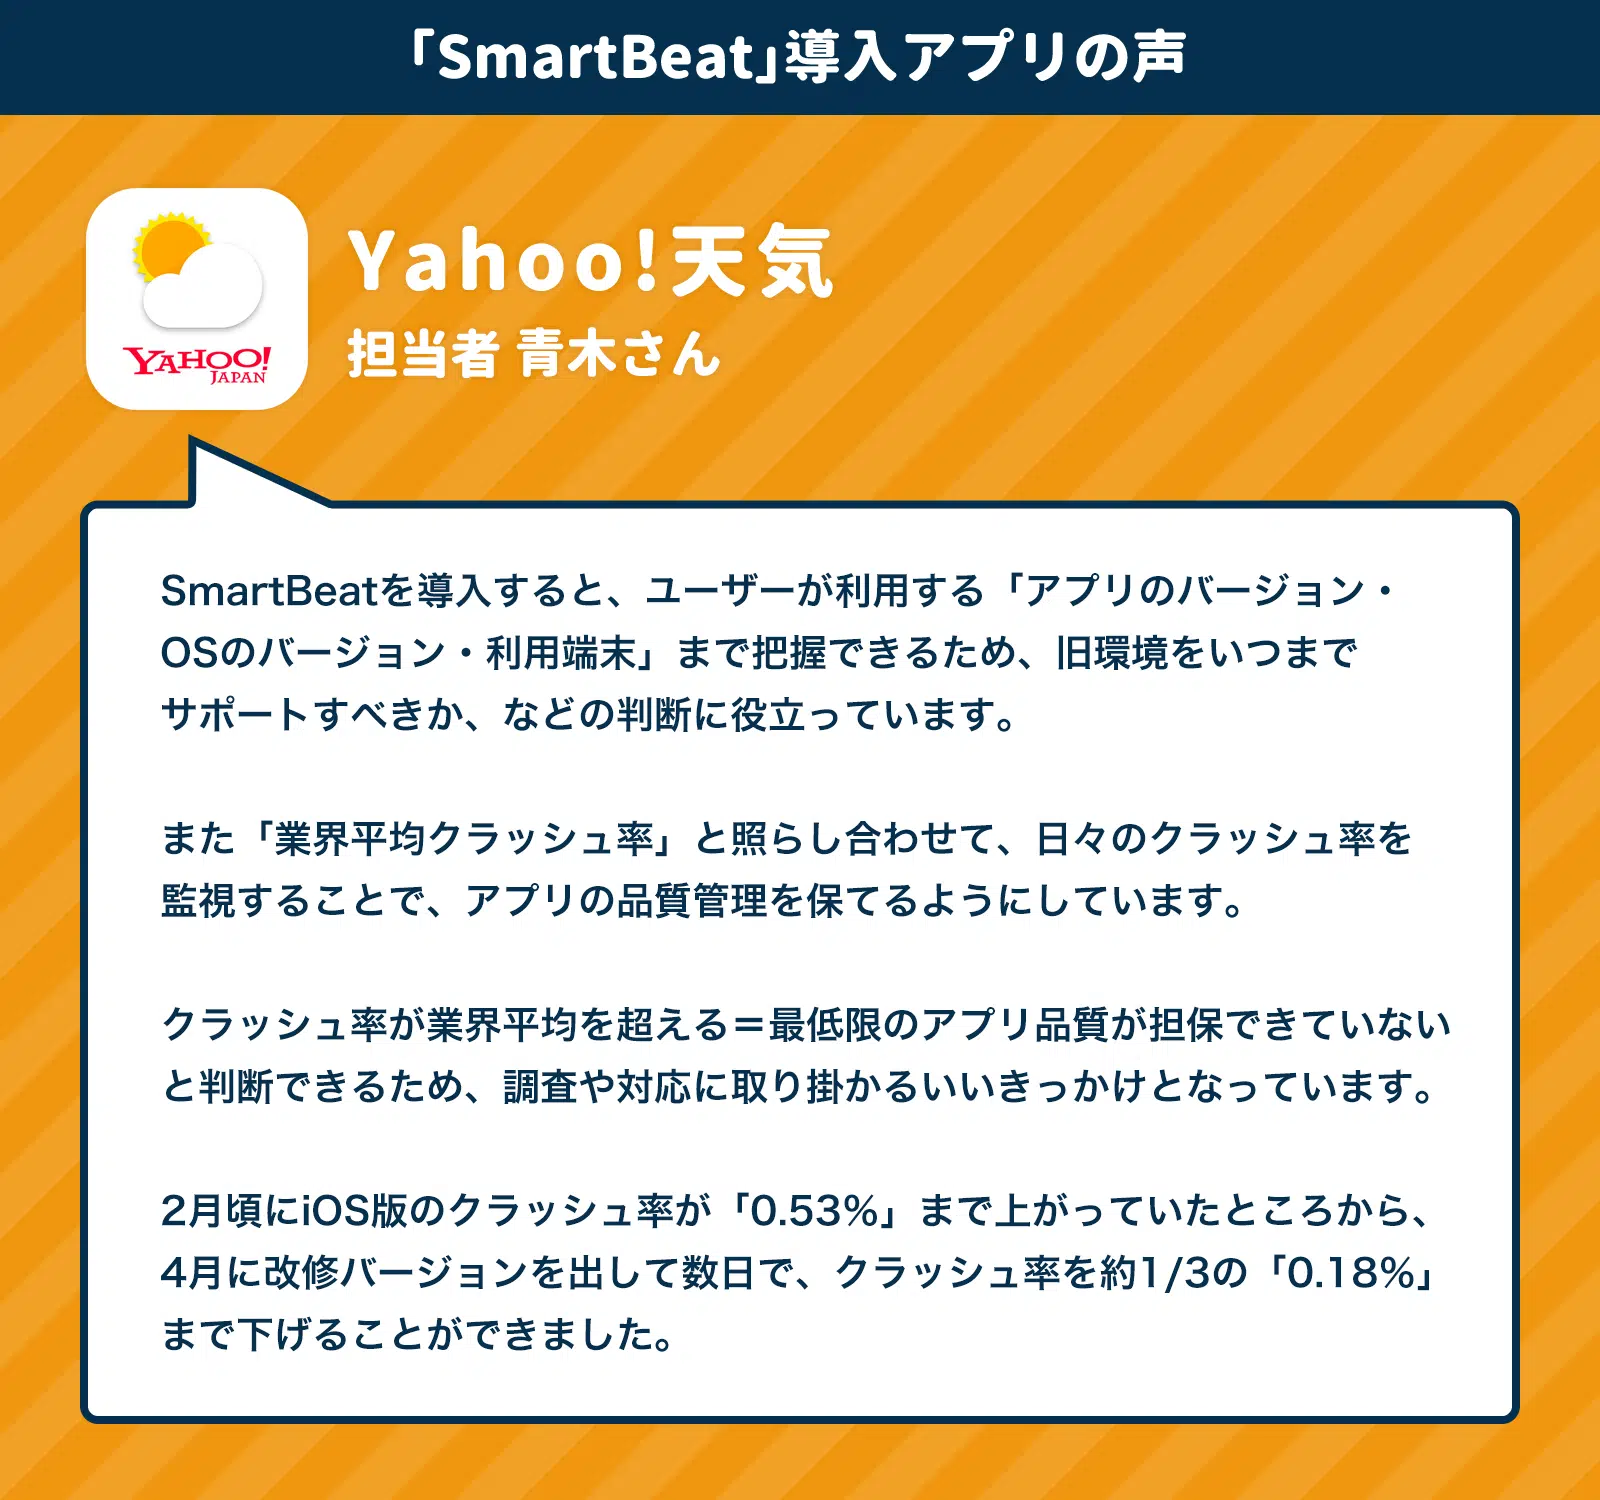 「SmartBeat」導入アプリの声
YAHOO!
JAPAN
Yahoo!天気
担当者 青木さん
SmartBeatを導入すると、ユーザーが利用する「アプリのバージョン・
OSのバージョン・利用端末」まで把握できるため、旧環境をいつまで
サポートすべきか、などの判断に役立っています。
また「業界平均クラッシュ率」と照らし合わせて、日々のクラッシュ率を
監視することで、アプリの品質管理を保てるようにしています。
クラッシュ率が業界平均を超える＝最低限のアプリ品質が担保できていない
と判断できるため、調査や対応に取り掛かるいいきっかけとなっています。
2月頃にiOS版のクラッシュ率が「0.53%」まで上がっていたところから、
4月に改修バージョンを出して数日で、クラッシュ率を約1/3の「0.18%」
まで下げることができました。